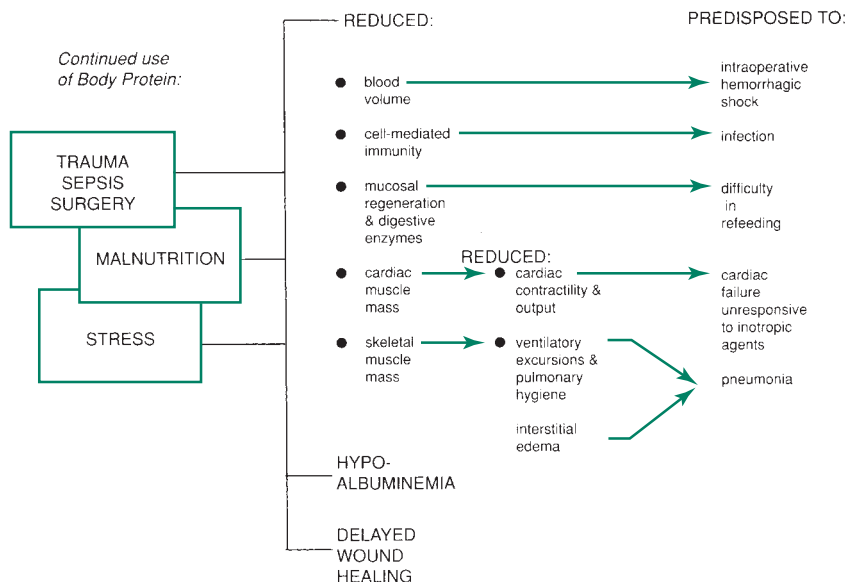 REDUCED:
PREDISPOSED TO:
Continued use
of Body Protein:
TRAUMA
SEPSIS
SURGERY
MALNUTRITION
STRESS
blood
volume
intraoperative
hemorrhagic
shock
cell-mediated
immunity
infection
mucosal
regeneration
& digestive
enzymes
difficulty
in
refeeding
REDUCED:
cardiac
muscle
mass
cardiac
contractility &
output
cardiac
failure
unresponsive
to inotropic
agents
skeletal
muscle
mass
ventilatory
excursions &
pulmonary
hygiene
interstitial
edema
pneumonia
HYPO-
ALBUMINEMIA
DELAYED
WOUND
HEALING